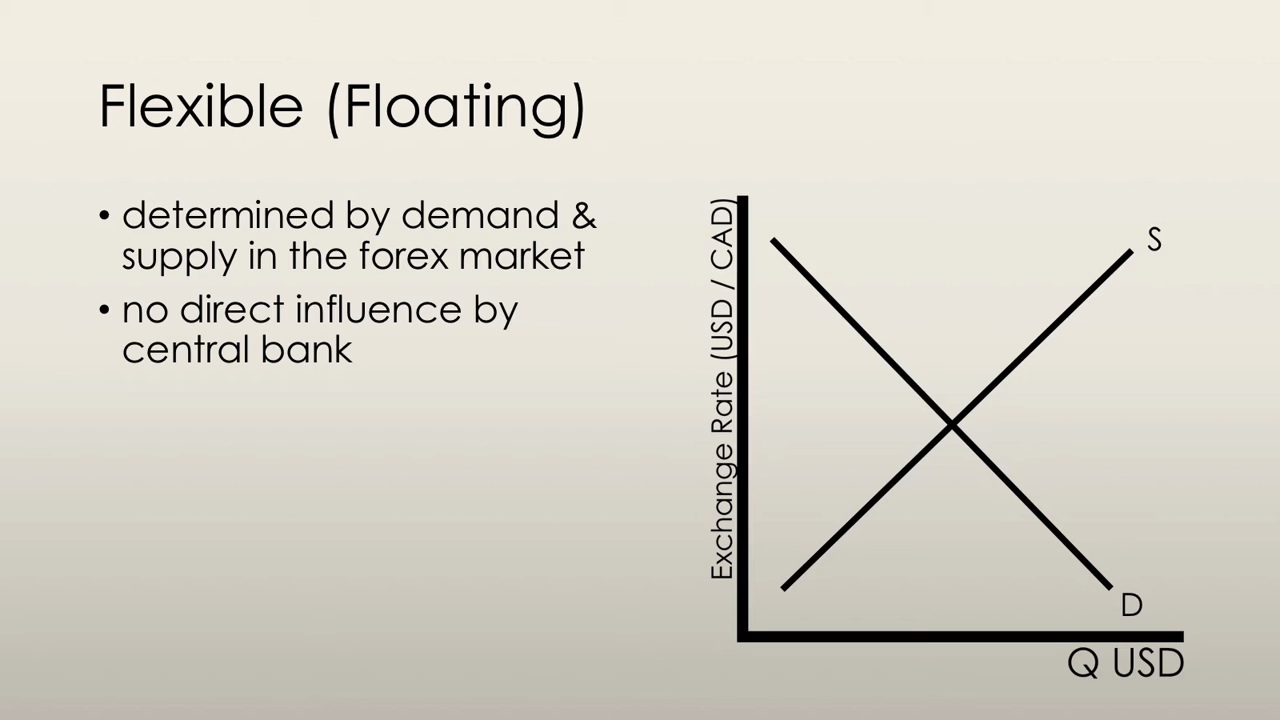 Flexible (Floating)
• determined by demand &
supply in the forex market
• no direct influence by
central bank
Exchange Rate (USD / CAD)
S
D
Q USD